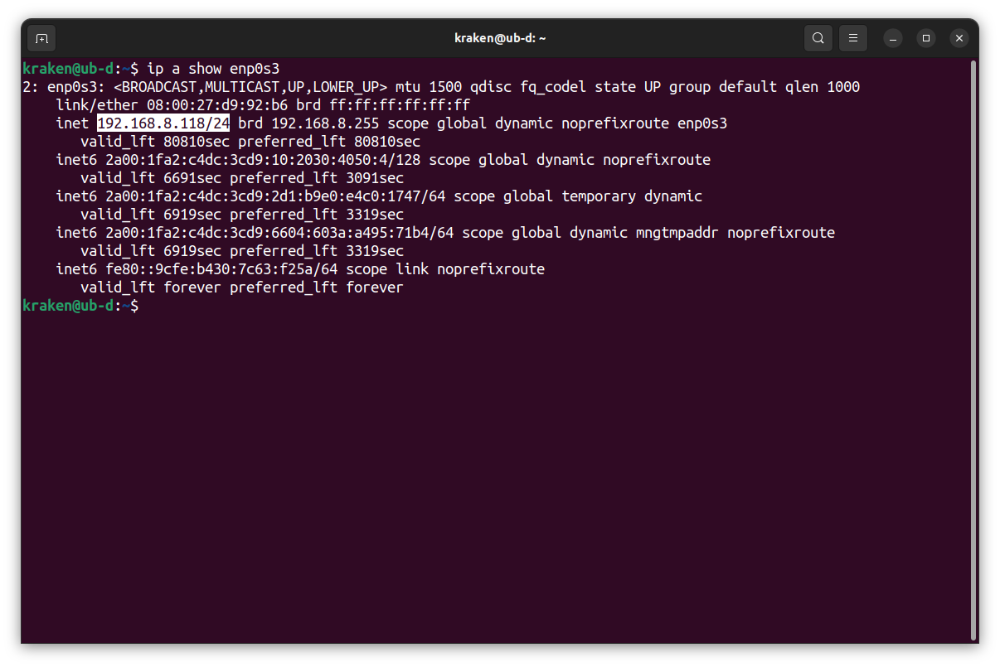 kraken@ub-d: ~
kraken@ub-d:~$ ip a show enp0s3
2: enp0s3: <BROADCAST,MULTICAST,UP,LOWER_UP> mtu 1500 qdisc fq_codel state UP group default qlen 1000
    link/ether 08:00:27:d9:92:b6 brd ff:ff:ff:ff:ff:ff
    inet 192.168.8.118/24 brd 192.168.8.255 scope global dynamic noprefixroute enp0s3
       valid_lft 80810sec preferred_lft 80810sec
    inet6 2a00:1fa2:c4dc:3cd9:10:2030:4050:4/128 scope global dynamic noprefixroute
       valid_lft 6691sec preferred_lft 3091sec
    inet6 2a00:1fa2:c4dc:3cd9:2d1:b9e0:e4c0:1747/64 scope global temporary dynamic
       valid_lft 6919sec preferred_lft 3319sec
    inet6 2a00:1fa2:c4dc:3cd9:6604:603a:a495:71b4/64 scope global dynamic mngtmpaddr noprefixroute
       valid_lft 6919sec preferred_lft 3319sec
    inet6 fe80::9cfe:b430:7c63:f25a/64 scope link noprefixroute
       valid_lft forever preferred_lft forever
kraken@ub-d:~$